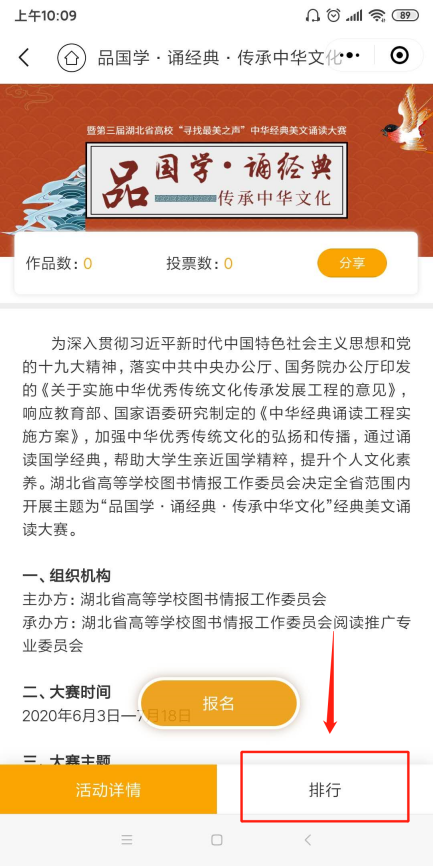 上午10:09
89
品国学·诵经典·传承中华文化
暨第三届湖北省高校“寻找最美之声”中华经典美文诵读大赛
品国学·诵经典
传承中华文化
作品数：0 投票数：0 分享
为深入贯彻习近平新时代中国特色社会主义思想和党
的十九大精神，落实中共中央办公厅、国务院办公厅印发
的《关于实施中华优秀传统文化传承发展工程的意见》，
响应教育部、国家语委研究制定的《中华经典诵读工程实
施方案》，加强中华优秀传统文化的弘扬和传播，通过诵
读国学经典，帮助大学生亲近国学精粹，提升个人文化素
养。湖北省高等学校图书情报工作委员会决定全省范围内
开展主题为“品国学·诵经典·传承中华文化”经典美文诵
读大赛。
一、组织机构
主办方：湖北省高等学校图书情报工作委员会
承办方：湖北省高等学校图书情报工作委员会阅读推广专
业委员会
二、大赛时间
报名
2020年6月3日—7月18日
三、大赛主题
活动详情 排行